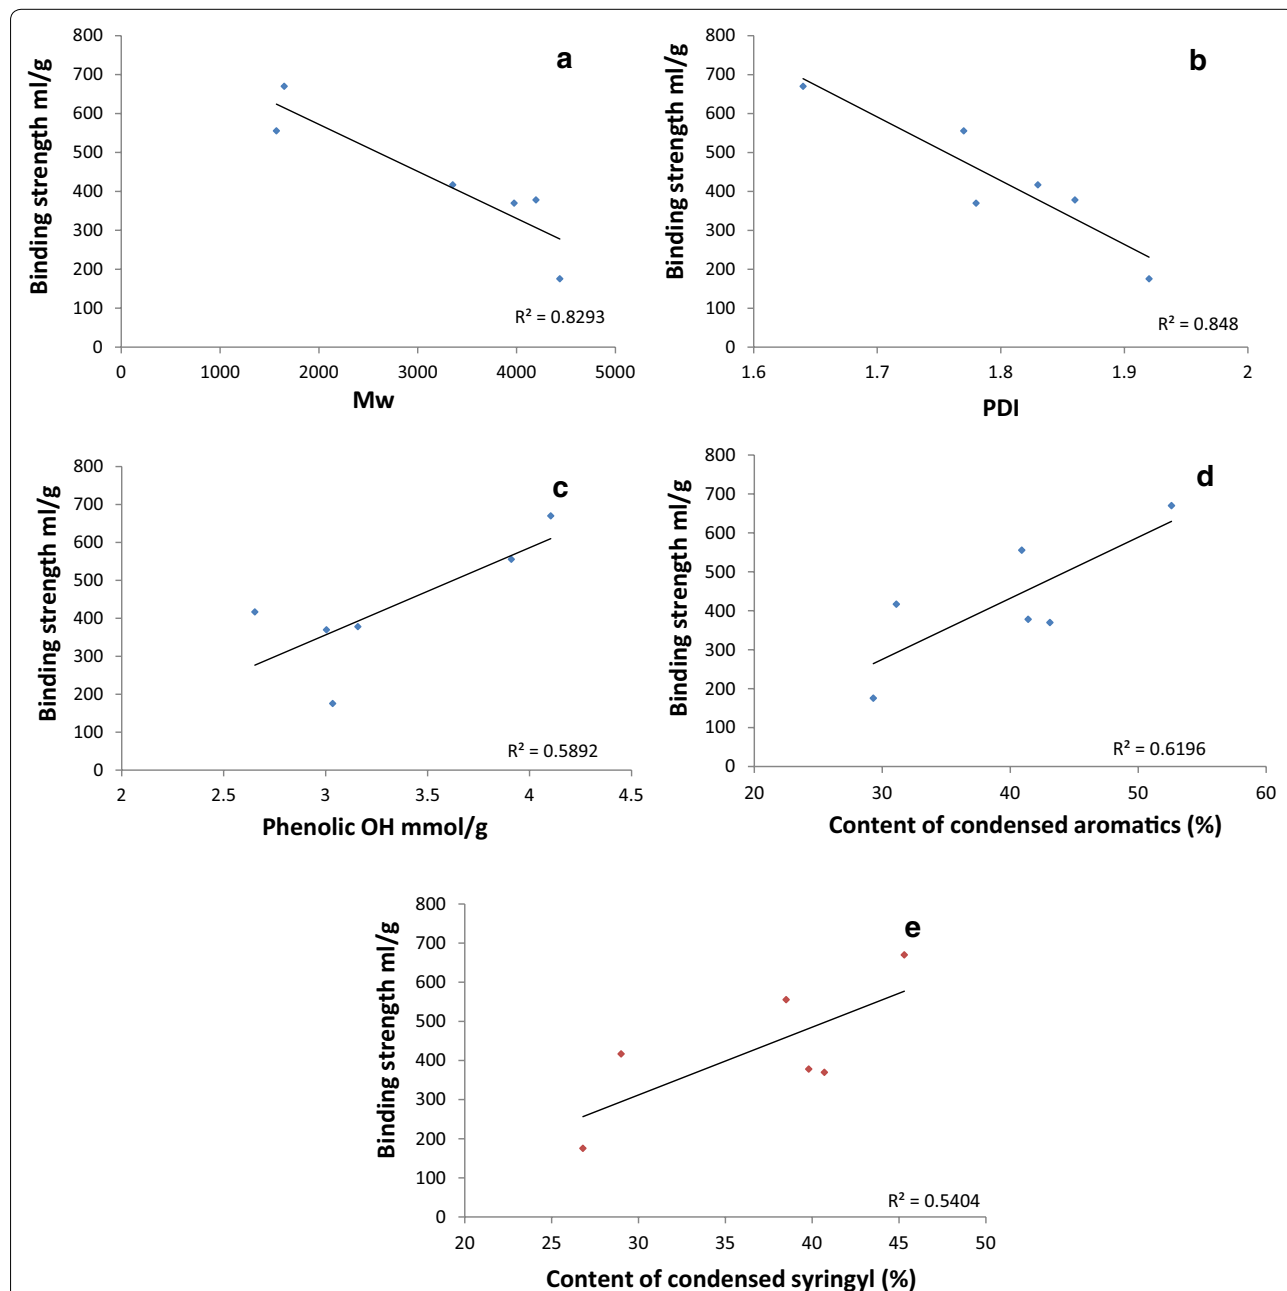 a
Binding strength ml/g
800
700
600
500
400
300
200
100
0
R² = 0.8293
0 1000 2000 3000 4000 5000
Mw
b
Binding strength ml/g
800
700
600
500
400
300
200
100
0
R² = 0.848
1.6 1.7 1.8 1.9 2
PDI
c
Binding strength ml/g
800
700
600
500
400
300
200
100
0
R² = 0.5892
2 2.5 3 3.5 4 4.5
Phenolic OH mmol/g
d
Binding strength ml/g
800
700
600
500
400
300
200
100
0
R² = 0.6196
20 30 40 50 60
Content of condensed aromatics (%)
e
Binding strength ml/g
800
700
600
500
400
300
200
100
0
R² = 0.5404
20 25 30 35 40 45 50
Content of condensed syringyl (%)